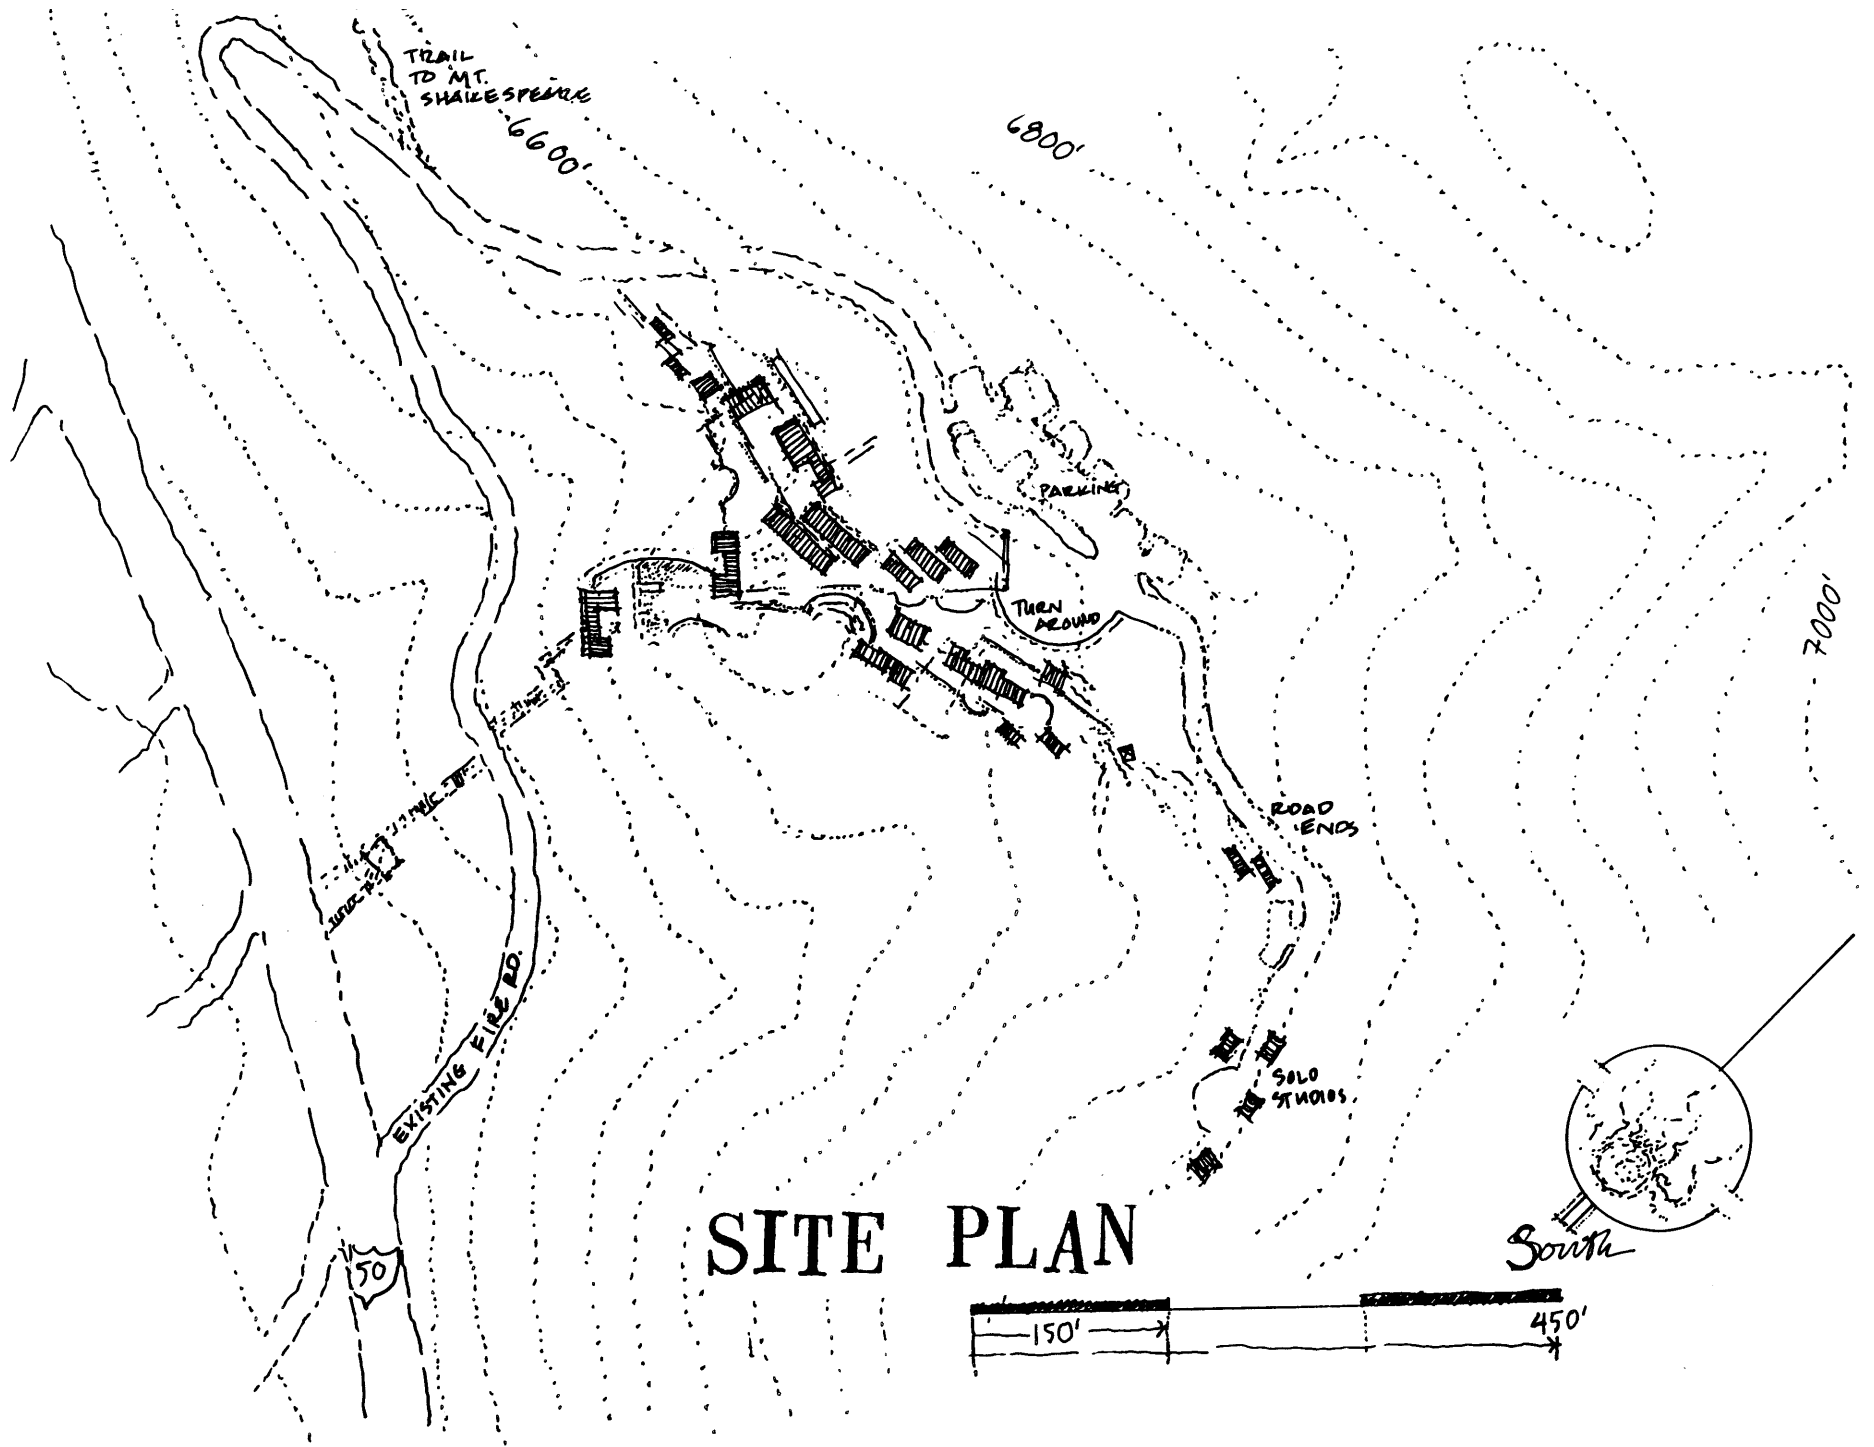 TRAIL
TO MT.
SHAKESPEARE
6600'
6800'
PARKING
TURN
AROUND
7000'
ROAD
ENDS
EXISTING FIRE RD.
SOLO
STUDIOS
SITE PLAN
South
50
150'
450'